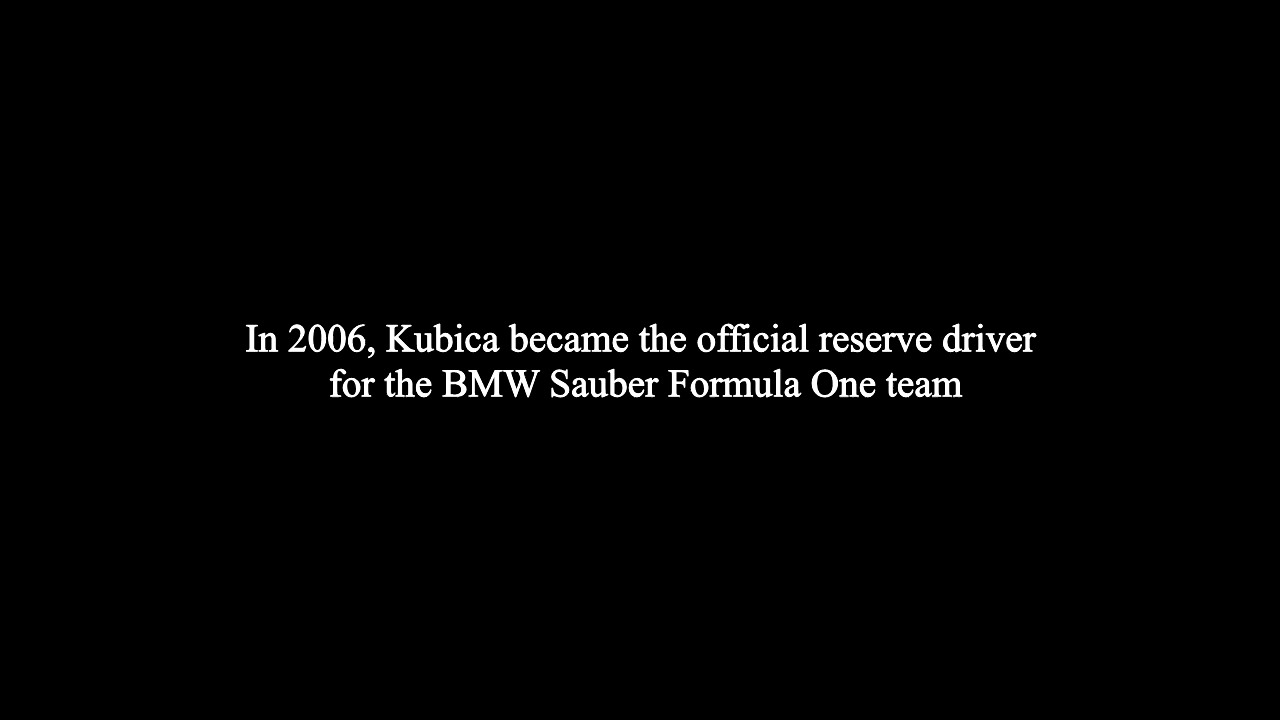 In 2006, Kubica became the official reserve driver
for the BMW Sauber Formula One team